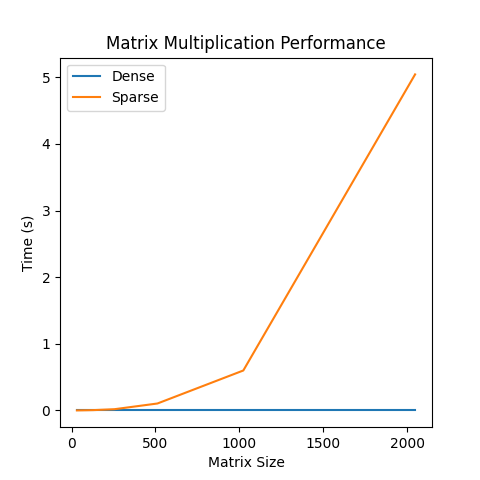 Matrix Multiplication Performance
Dense
Sparse
Time (s)
5
4
3
2
1
0
0 500 1000 1500 2000
Matrix Size